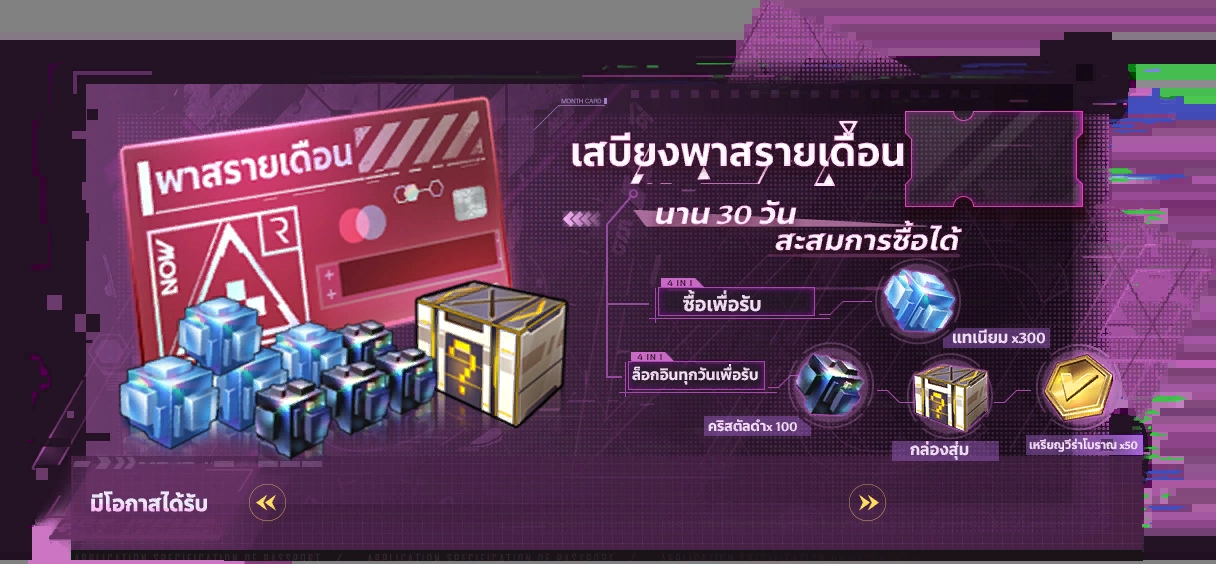 MONTH CARD
พาสรายเดือน
NOW
R
เสบียงพาสรายเดือน
นาน 30 วัน
สะสมการซื้อได้
4 IN 1
ซื้อเพื่อรับ
แทเนียม x300
4 IN 1
ล็อกอินทุกวันเพื่อรับ
คริสตัลดำx 100
กล่องสุ่ม
เหรียญวีร่าโบราณ x50
มีโอกาสได้รับ